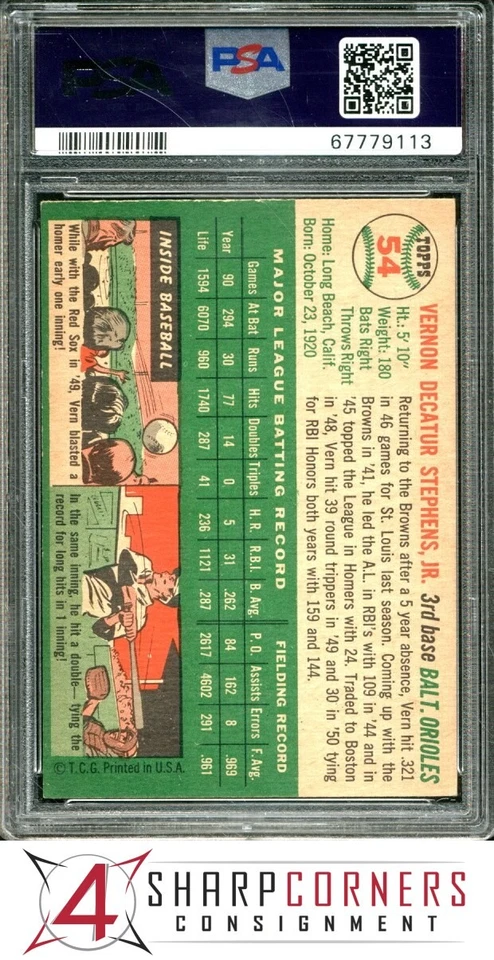 PSA
PSA
67779113
TOPPS
54
VERNON DECATUR STEPHENS, JR. 3rd base BALT. ORIOLES
Ht.: 5' 10"
Weight: 180
Bats Right
Throws Right
Home: Long Beach, Calif.
Born: October 23, 1920
Returning to the Browns after a 5 year absence, Vern hit .321
in 46 games for St. Louis last season. Coming up with the
Browns in '41, he led the A.L. in RBI's with 109 in '44 and in
'45 topped the League in Homers with 24. Traded to Boston
in '48, Vern hit 39 round trippers in '49 and 30 in '50 tying
for RBI Honors both years with 159 and 144.
MAJOR LEAGUE BATTING RECORD FIELDING RECORD
Games At Bat Runs Hits Doubles Triples H.R. R.B.I. B. Avg. P.O. Assists Errors F. Avg.
Year 90 294 30 77 14 0 5 31 .262 84 162 8 .969
Life 1594 6070 960 1740 287 41 236 1121 .287 2617 4602 291 .961
INSIDE BASEBALL
While with the Red Sox in '49, Vern blasted a
homer early one inning!
In the same inning, he hit a double— tying the
record for long hits in 1 inning!
© T.C.G. Printed in U.S.A.
4
SHARPCORNERS
CONSIGNMENT